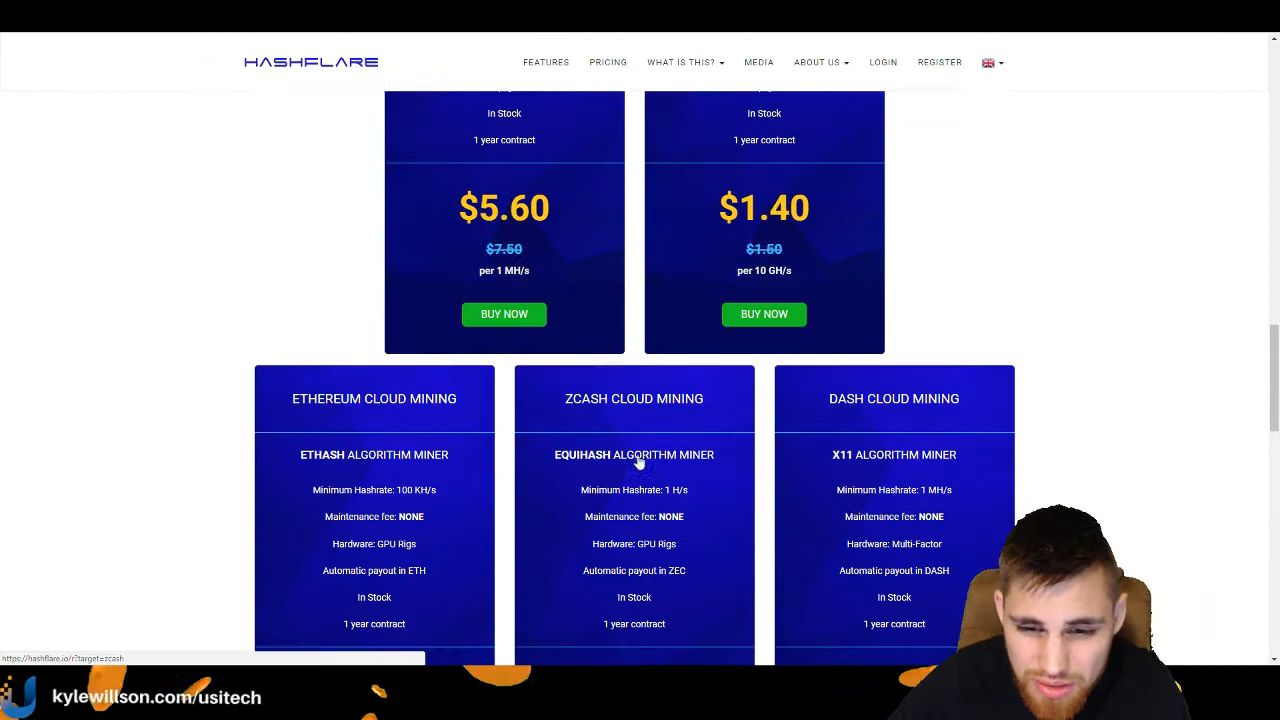 HASHFLARE
FEATURES
PRICING
WHAT IS THIS?
MEDIA
ABOUT US
LOGIN
REGISTER
In Stock
1 year contract
$5.60
$7.50
per 1 MH/s
BUY NOW
In Stock
1 year contract
$1.40
$1.50
per 10 GH/s
BUY NOW
ETHEREUM CLOUD MINING
ETHASH ALGORITHM MINER
Minimum Hashrate: 100 KH/s
Maintenance fee: NONE
Hardware: GPU Rigs
Automatic payout in ETH
In Stock
1 year contract
ZCASH CLOUD MINING
EQUIHASH ALGORITHM MINER
Minimum Hashrate: 1 H/s
Maintenance fee: NONE
Hardware: GPU Rigs
Automatic payout in ZEC
In Stock
1 year contract
DASH CLOUD MINING
X11 ALGORITHM MINER
Minimum Hashrate: 1 MH/s
Maintenance fee: NONE
Hardware: Multi-Factor
Automatic payout in DASH
In Stock
1 year contract
https://hashflare.io/r?target=zcash
kylewillson.com/usitech